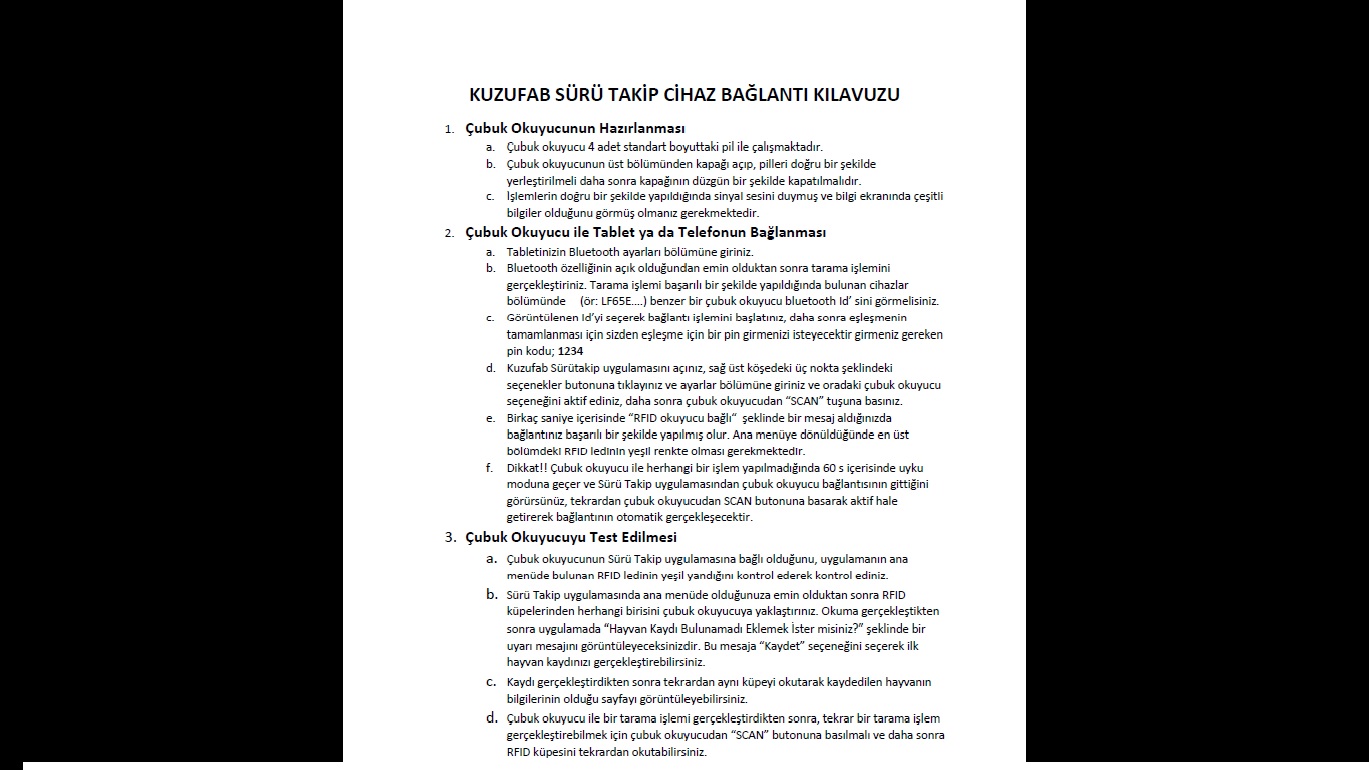 KUZUFAB SÜRÜ TAKİP CİHAZ BAĞLANTI KILAVUZU
1. Çubuk Okuyucunun Hazırlanması
a. Çubuk okuyucu 4 adet standart boyuttaki pil ile çalışmaktadır.
b. Çubuk okuyucunun üst bölümünden kapağı açıp, pilleri doğru bir şekilde
yerleştirilmeli daha sonra kapağının düzgün bir şekilde kapatılmalıdır.
c. İşlemlerin doğru bir şekilde yapıldığında sinyal sesini duymuş ve bilgi ekranında çeşitli
bilgiler olduğunu görmüş olmanız gerekmektedir.
2. Çubuk Okuyucu ile Tablet ya da Telefonun Bağlanması
a. Tabletinizin Bluetooth ayarları bölümüne giriniz.
b. Bluetooth özelliğinin açık olduğundan emin olduktan sonra tarama işlemini
gerçekleştiriniz. Tarama işlemi başarılı bir şekilde yapıldığında bulunan cihazlar
bölümünde (ör: LF65E....) benzer bir çubuk okuyucu bluetooth Id’ sini görmelisiniz.
c. Görüntülenen Id’yi seçerek bağlantı işlemini başlatınız, daha sonra eşleşmenin
tamamlanması için sizden eşleşme için bir pin girmenizi isteyecektir girmeniz gereken
pin kodu; 1234
d. Kuzufab Sürütakip uygulamasını açınız, sağ üst köşedeki üç nokta şeklindeki
seçenekler butonuna tıklayınız ve ayarlar bölümüne giriniz ve oradaki çubuk okuyucu
seçeneğini aktif ediniz, daha sonra çubuk okuyucudan “SCAN” tuşuna basınız.
e. Birkaç saniye içerisinde “RFID okuyucu bağlı“ şeklinde bir mesaj aldığınızda
bağlantınız başarılı bir şekilde yapılmış olur. Ana menüye dönüldüğünde en üst
bölümdeki RFID ledinin yeşil renkte olması gerekmektedir.
f. Dikkat!! Çubuk okuyucu ile herhangi bir işlem yapılmadığında 60 s içerisinde uyku
moduna geçer ve Sürü Takip uygulamasından çubuk okuyucu bağlantısının gittiğini
görürsünüz, tekrardan çubuk okuyucudan SCAN butonuna basarak aktif hale
getirerek bağlantının otomatik gerçekleşecektir.
3. Çubuk Okuyucuyu Test Edilmesi
a. Çubuk okuyucunun Sürü Takip uygulamasına bağlı olduğunu, uygulamanın ana
menüde bulunan RFID ledinin yeşil yandığını kontrol ederek kontrol ediniz.
b. Sürü Takip uygulamasında ana menüde olduğunuza emin olduktan sonra RFID
küpelerinden herhangi birisini çubuk okuyucuya yaklaştırınız. Okuma gerçekleştikten
sonra uygulamada “Hayvan Kaydı Bulunamadı Eklemek İster misiniz?” şeklinde bir
uyarı mesajını görüntüleyeceksinizdir. Bu mesaja “Kaydet” seçeneğini seçerek ilk
hayvan kaydınızı gerçekleştirebilirsiniz.
c. Kaydı gerçekleştirdikten sonra tekrardan aynı küpeyi okutarak kaydedilen hayvanın
bilgilerinin olduğu sayfayı görüntüleyebilirsiniz.
d. Çubuk okuyucu ile bir tarama işlemi gerçekleştirdikten sonra, tekrar bir tarama işlem
gerçekleştirebilmek için çubuk okuyucudan “SCAN” butonuna basılmalı ve daha sonra
RFID küpesini tekrardan okutabilirsiniz.